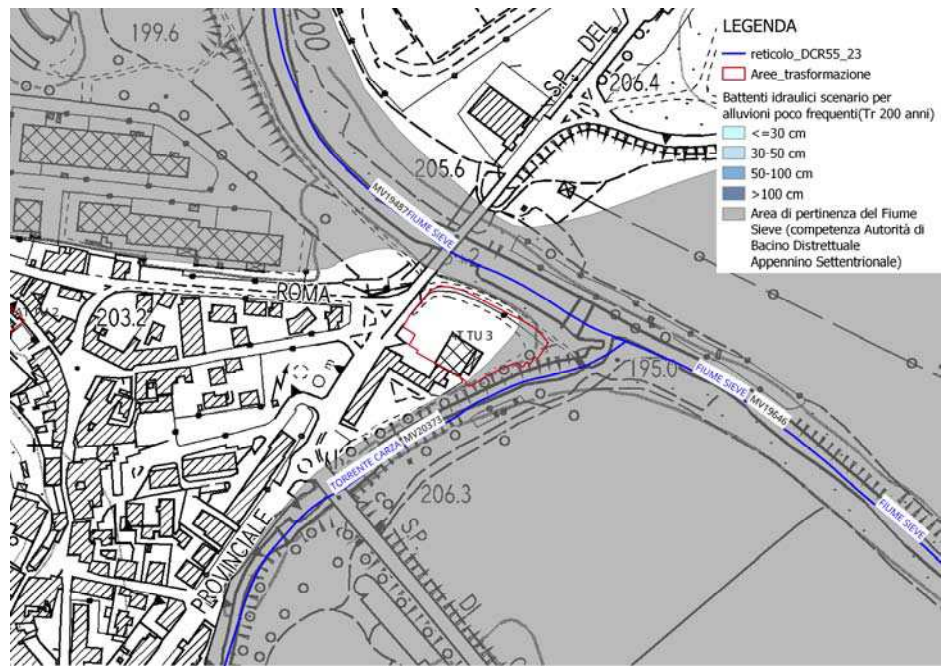 LEGENDA
reticolo_DCR55_23
Aree_trasformazione
Battenti idraulici scenario per
alluvioni poco frequenti(Tr 200 anni)
<=30 cm
30-50 cm
50-100 cm
>100 cm
Area di pertinenza del Fiume
Sieve (competenza Autorità di
Bacino Distrettuale
Appennino Settentrionale)
199.6
200
S.P. DEL
206.4
205.6
MV19487 FIUME SIEVE
ROMA
203.2
AT TU 3
195.0
FIUME SIEVE
MV19646
FIUME SIEVE
TORRENTE CARZA
MV20373
206.3
PROVINCIALE
S.P. DI